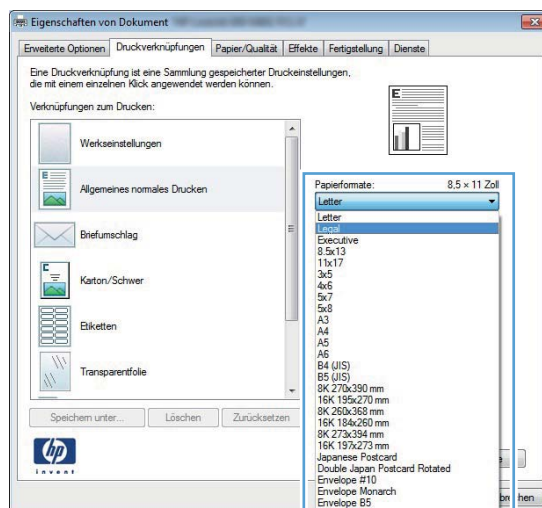 Eigenschaften von Dokument
Erweiterte Optionen
Druckverknüpfungen
Papier/Qualität
Effekte
Fertigstellung
Dienste
Eine Druckverknüpfung ist eine Sammlung gespeicherter Druckeinstellungen,
die mit einem einzelnen Klick angewendet werden können.
Verknüpfungen zum Drucken:
Werkseinstellungen
Allgemeines normales Drucken
Briefumschlag
Karton/Schwer
Etiketten
Transparentfolie
Speichern unter...
Löschen
Zurücksetzen
hp
invent
E
Papierformate:
8,5 × 11 Zoll
Letter
Letter
Legal
Executive
8.5x13
11x17
3x5
4x6
5x7
5x8
A3
A4
A5
A6
B4 (JIS)
B5 (JIS)
8K 270x390 mm
16K 195x270 mm
8K 260x368 mm
16K 184x260 mm
8K 273x394 mm
16K 197x273 mm
Japanese Postcard
Double Japan Postcard Rotated
Envelope #10
Envelope Monarch
Envelope B5